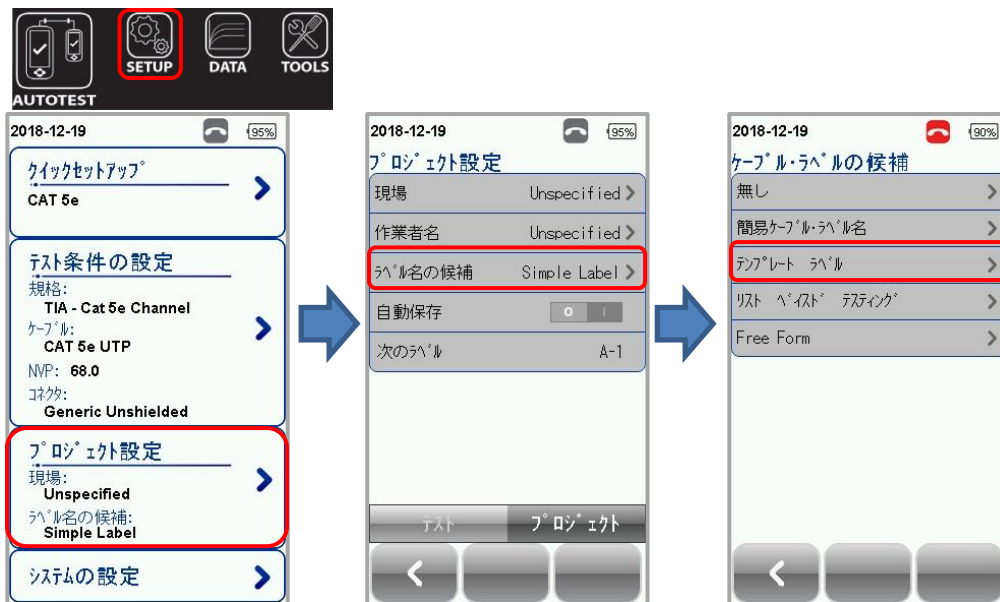 AUTOTEST
SETUP
DATA
TOOLS
2018-12-19
95%
クイックセットアップ
CAT 5e
テスト条件の設定
規格:
TIA - Cat 5e Channel
ケーブル:
CAT 5e UTP
NVP: 68.0
コネクタ:
Generic Unshielded
プロジェクト設定
現場:
Unspecified
ラベル名の候補:
Simple Label
システムの設定
2018-12-19
95%
プロジェクト設定
現場 Unspecified
作業者名 Unspecified
ラベル名の候補 Simple Label
自動保存 O I
次のラベル A-1
テスト プロジェクト
2018-12-19
90%
ケーブル・ラベルの候補
無し
簡易ケーブル・ラベル名
テンプレート ラベル
リスト ベイスド テスティング
Free Form